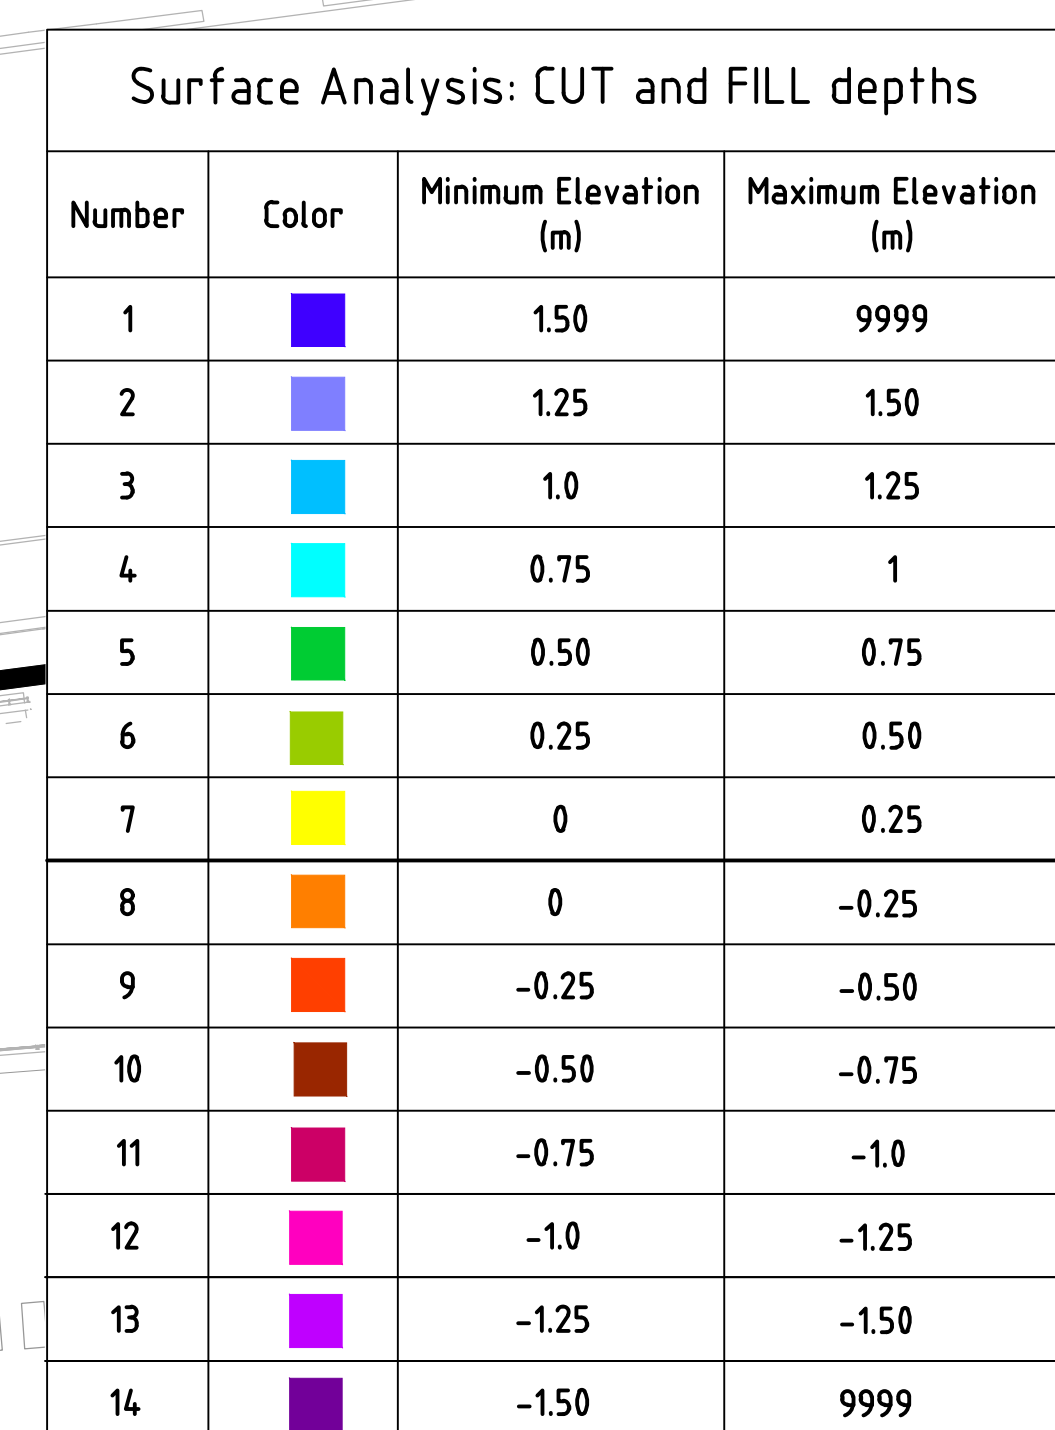 Surface Analysis: CUT and FILL depths
Number Color Minimum Elevation (m) Maximum Elevation (m)
1 1.50 9999
2 1.25 1.50
3 1.0 1.25
4 0.75 1
5 0.50 0.75
6 0.25 0.50
7 0 0.25
8 0 -0.25
9 -0.25 -0.50
10 -0.50 -0.75
11 -0.75 -1.0
12 -1.0 -1.25
13 -1.25 -1.50
14 -1.50 9999